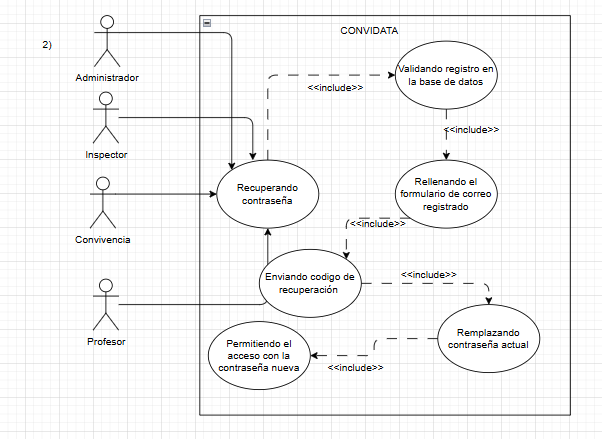 2)
CONVIDATA
Administrador
Inspector
Convivencia
Profesor
Validando registro en
la base de datos
<<include>>
<<include>>
Recuperando
contraseña
Rellenando el
formulario de correo
registrado
<<include>>
Enviando codigo de
recuperación
<<include>>
Remplazando
contraseña actual
Permitiendo el
acceso con la
contraseña nueva
<<include>>